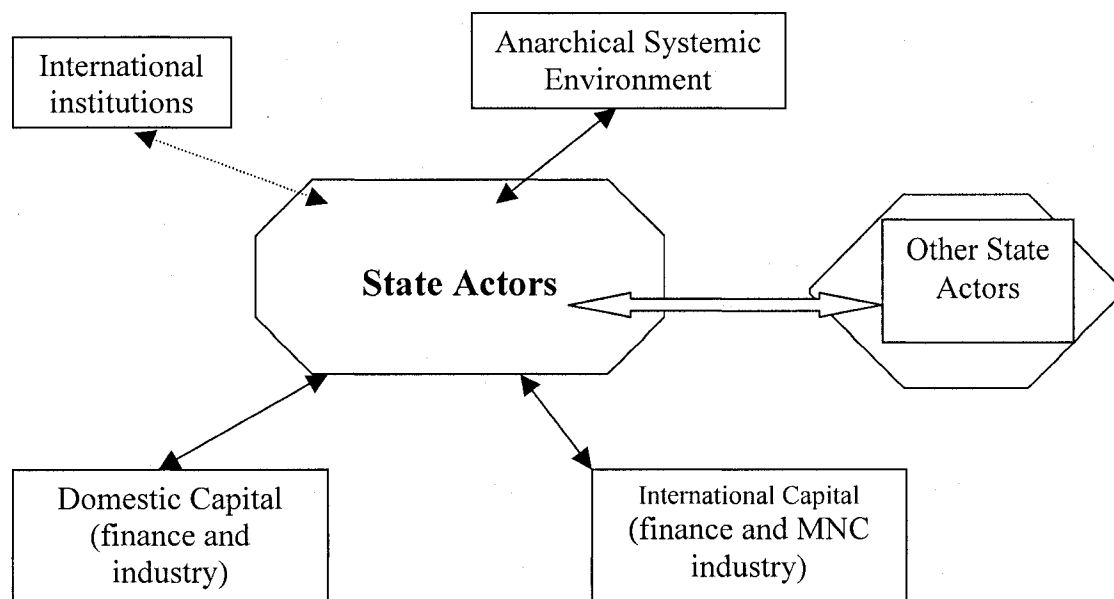 International
institutions
Anarchical Systemic
Environment
State Actors
Other State
Actors
Domestic Capital
(finance and
industry)
International Capital
(finance and MNC
industry)